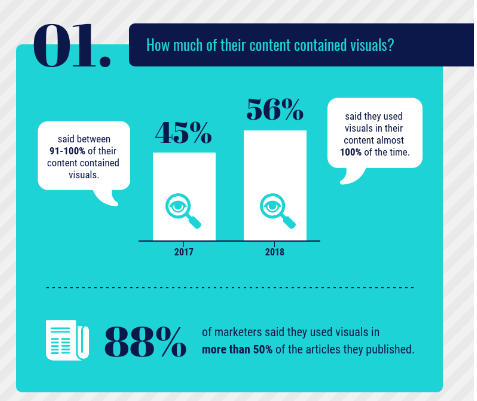 01.
How much of their content contained visuals?
45%
56%
said between
91-100% of their
content contained
visuals.
said they used
visuals in their
content almost
100% of the time.
2017
2018
88%
of marketers said they used visuals in
more than 50% of the articles they published.